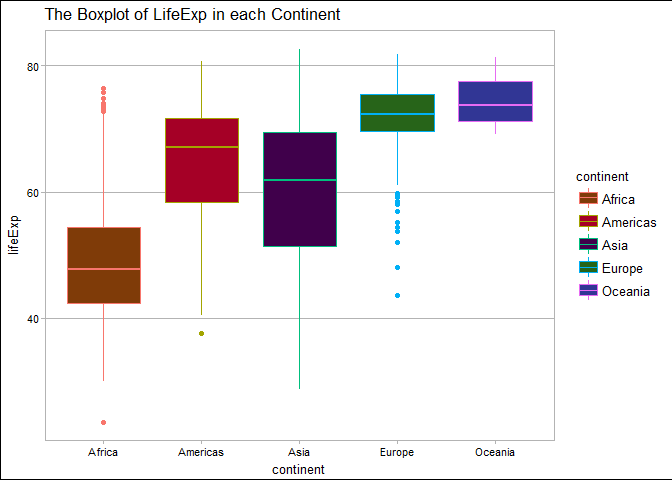 The Boxplot of LifeExp in each Continent
80
60
40
lifeExp
Africa
Americas
Asia
Europe
Oceania
continent
continent
Africa
Americas
Asia
Europe
Oceania